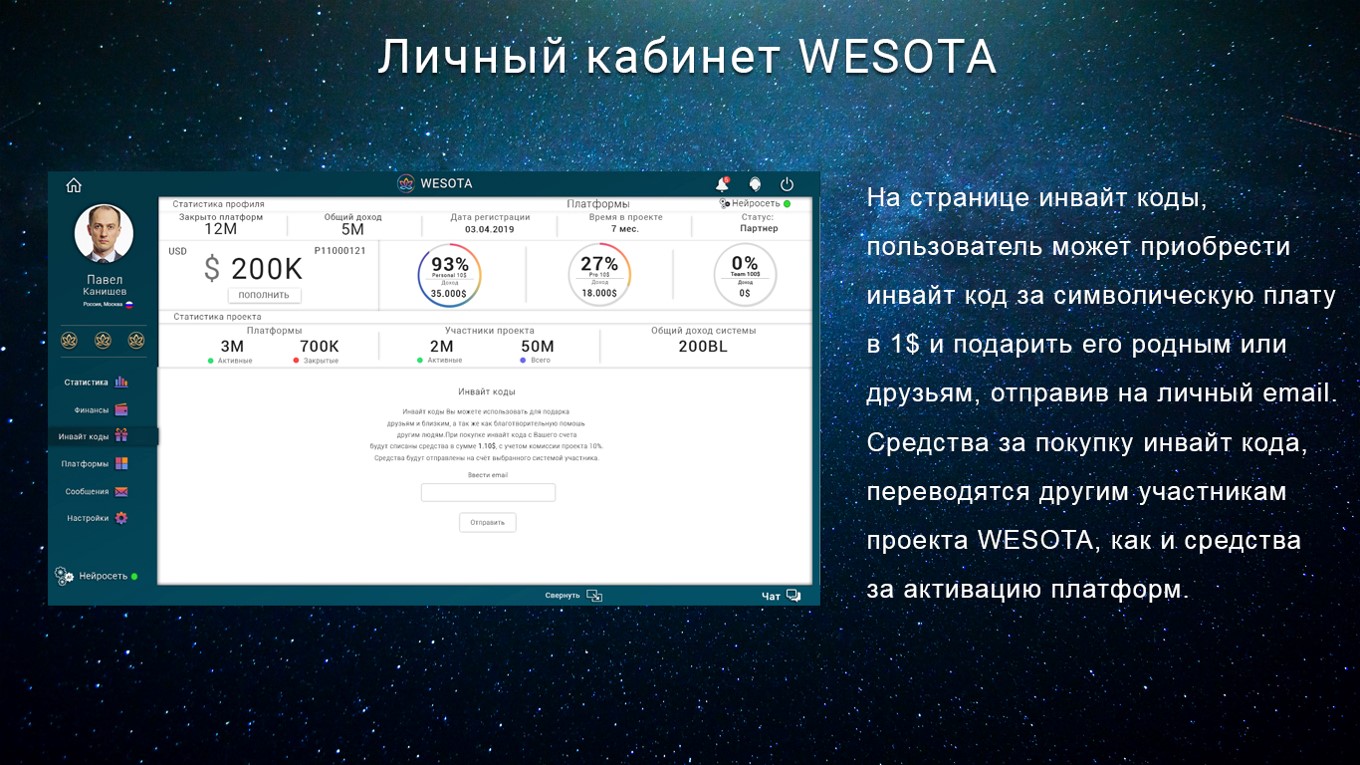 Личный кабинет WESOTA
WESOTA
Статистика профиля
Платформы
Нейросеть
Закрыто платформ
12M
Общий доход
5M
Дата регистрации
03.04.2019
Время в проекте
7 мес.
Статус:
Партнер
USD
P11000121
$ 200K
ПОПОЛНИТЬ
93%
Personal 10$
Доход
35.000$
27%
Pro 10$
Доход
18.000$
0%
Team 100$
Доход
0$
Статистика проекта
Платформы
3M
Активные
700K
Закрытые
Участники проекта
2M
Активные
50M
Всего
Общий доход системы
200BL
Павел
Канищев
Россия, Москва
Статистика
Финансы
Инвайт коды
Платформы
Сообщения
Настройки
Нейросеть
Инвайт коды
Инвайт коды Вы можете использовать для подарка
друзьям и близким, а так же как благотворительную помощь
другим людям.При покупке инвайт кода с Вашего счета
будут списаны средства в сумме 1.10$, с учетом комиссии проекта 10%.
Средства будут отправлены на счёт выбранного системой участника.
Ввести email
Отправить
Свернуть
Чат
На странице инвайт коды,
пользователь может приобрести
инвайт код за символическую плату
в 1$ и подарить его родным или
друзьям, отправив на личный email.
Средства за покупку инвайт кода,
переводятся другим участникам
проекта WESOTA, как и средства
за активацию платформ.